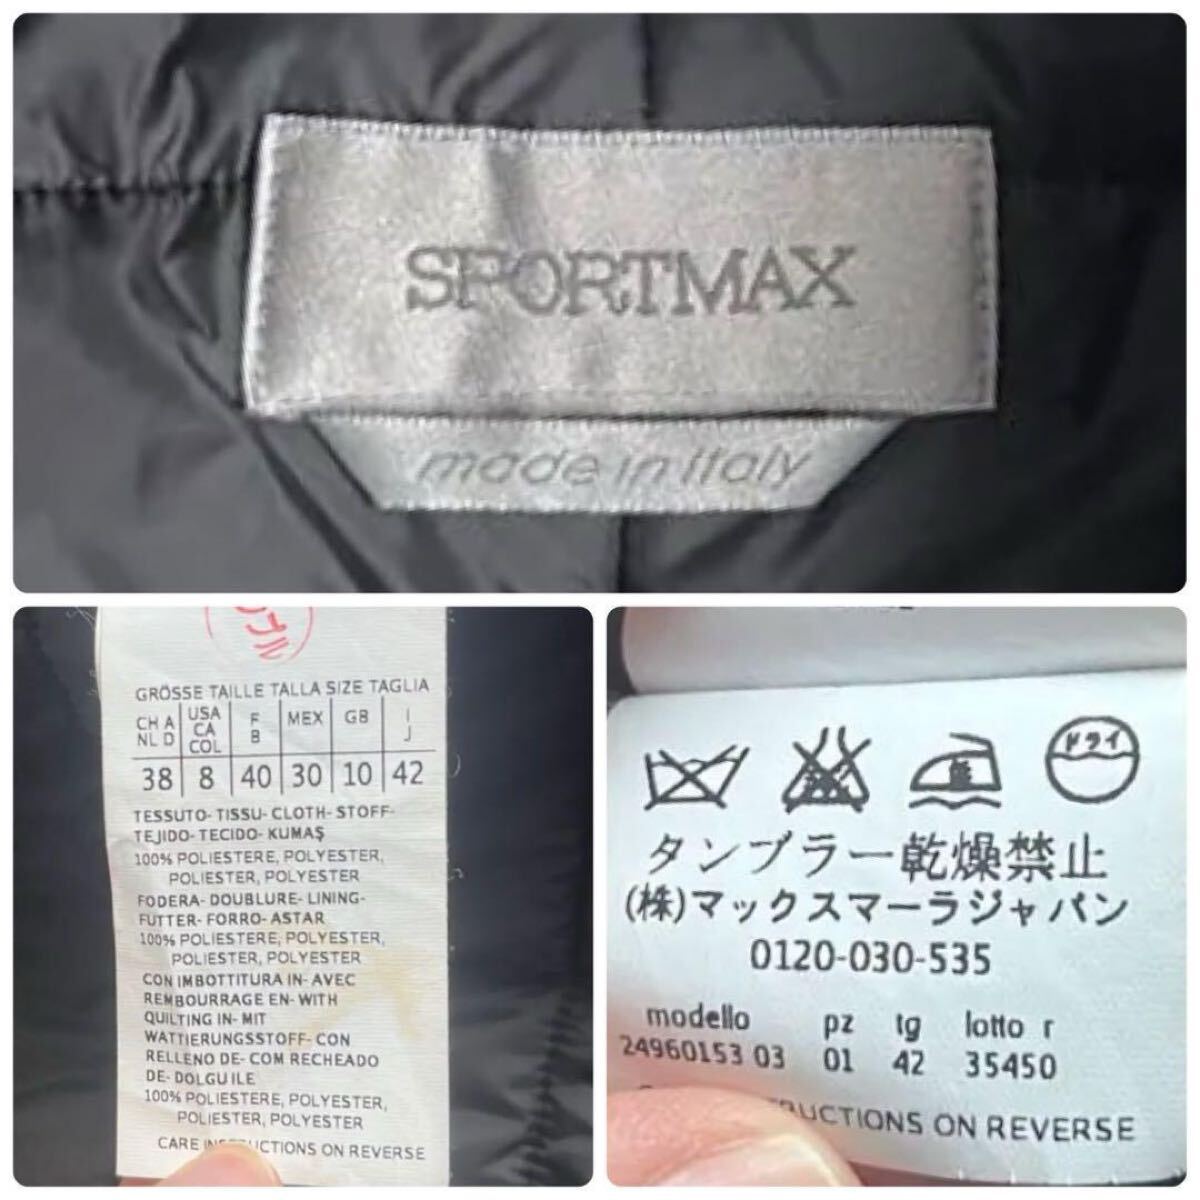 SPORTMAX
made in italy
GRÖSSE TAILLE TALLA SIZE TAGLIA
CH A NL D USA CA COL F B MEX GB I J
38 8 40 30 10 42
TESSUTO- TISSU- CLOTH- STOFF-
TEJIDO- TECIDO- KUMAŞ
100% POLIESTERE, POLYESTER,
POLIESTER, POLYESTER
FODERA- DOUBLURE- LINING-
FUTTER- FORRO- ASTAR
100% POLIESTERE, POLYESTER,
POLIESTER, POLYESTER
CON IMBOTTITURA IN- AVEC
REMBOURRAGE EN- WITH
QUILTING IN- MIT
WATTIERUNGSSTOFF- CON
RELLENO DE- COM RECHEADO
DE- DOLGU ILE
100% POLIESTERE, POLYESTER,
POLIESTER, POLYESTER
CARE INSTRUCTIONS ON REVERSE
ドライ
タンブラー乾燥禁止
(株)マックスマーラジャパン
0120-030-535
modello pz tg lotto r
24960153 03 01 42 35450
RUCTIONS ON REVERSE